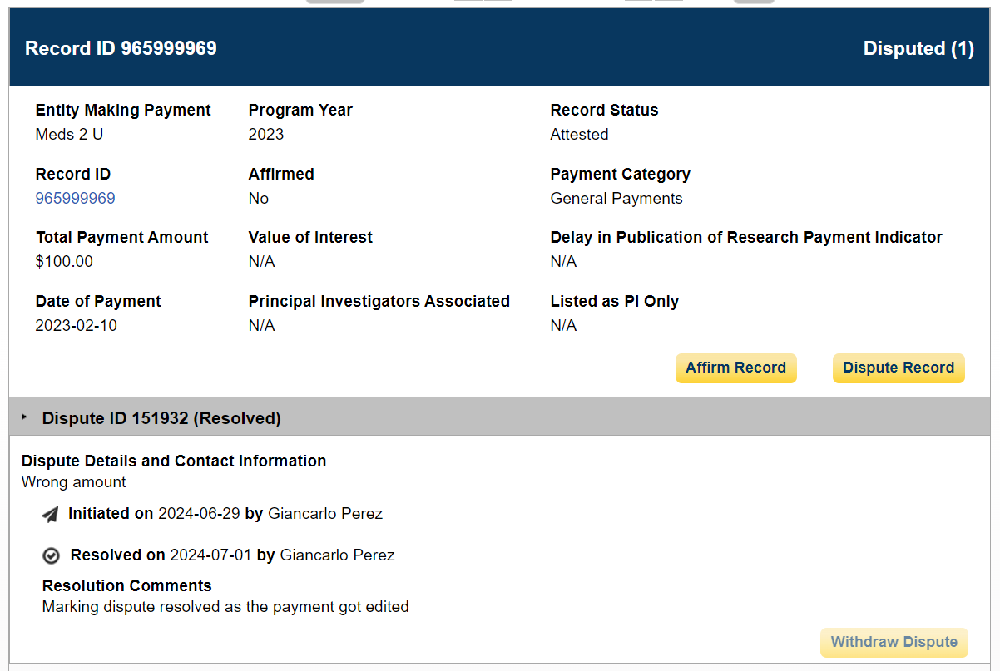 Record ID 965999969 Disputed (1)
Entity Making Payment Program Year Record Status
Meds 2 U 2023 Attested
Record ID Affirmed Payment Category
965999969 No General Payments
Total Payment Amount Value of Interest Delay in Publication of Research Payment Indicator
$100.00 N/A N/A
Date of Payment Principal Investigators Associated Listed as PI Only
2023-02-10 N/A N/A
Affirm Record Dispute Record
Dispute ID 151932 (Resolved)
Dispute Details and Contact Information
Wrong amount
Initiated on 2024-06-29 by Giancarlo Perez
Resolved on 2024-07-01 by Giancarlo Perez
Resolution Comments
Marking dispute resolved as the payment got edited
Withdraw Dispute